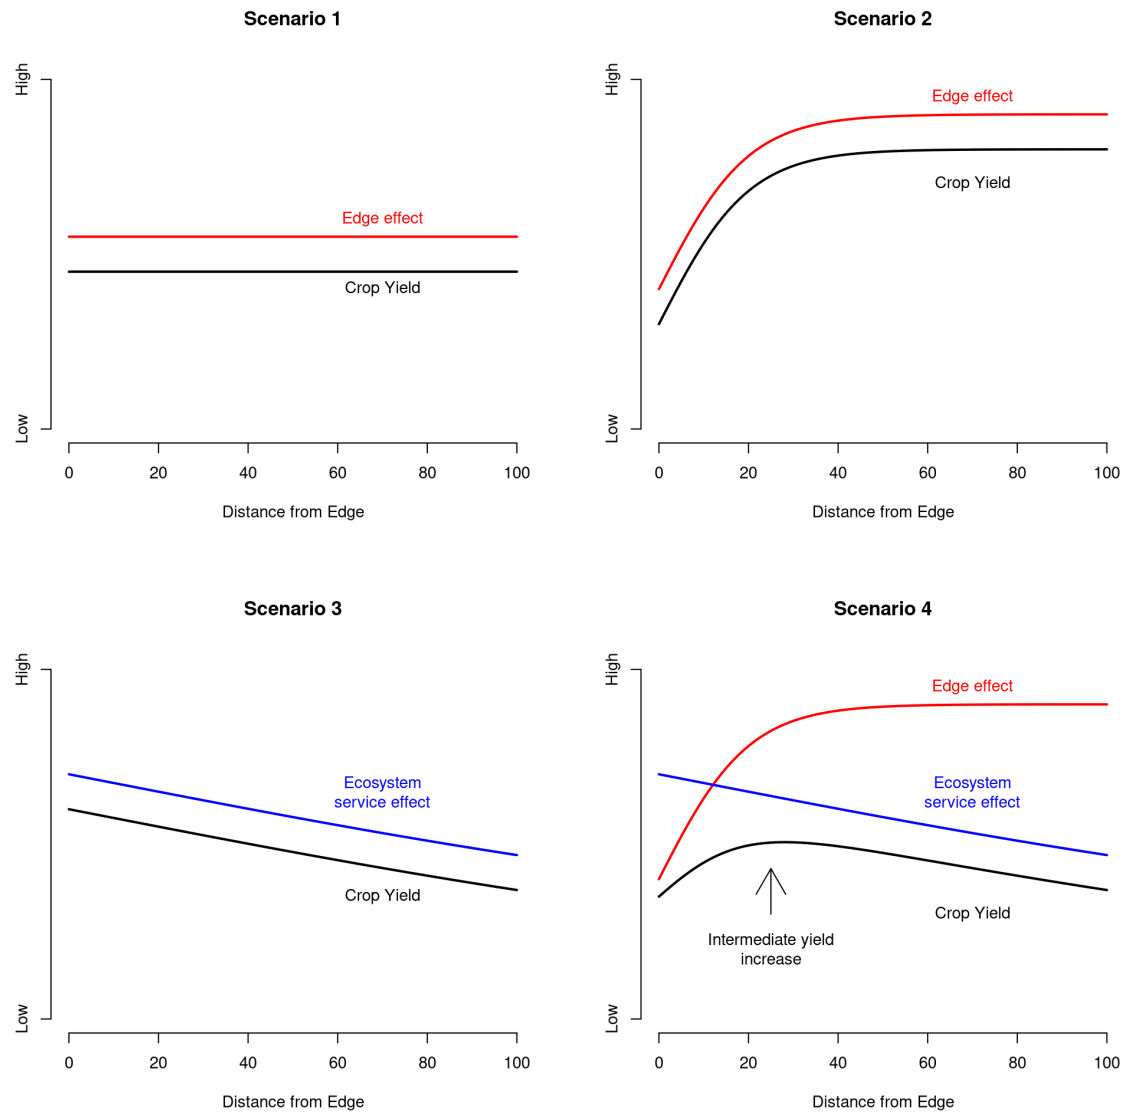 Scenario 1
High
Low
Edge effect
Crop Yield
0 20 40 60 80 100
Distance from Edge
Scenario 2
High
Low
Edge effect
Crop Yield
0 20 40 60 80 100
Distance from Edge
Scenario 3
High
Low
Ecosystem
service effect
Crop Yield
0 20 40 60 80 100
Distance from Edge
Scenario 4
High
Low
Edge effect
Ecosystem
service effect
Crop Yield
Intermediate yield
increase
0 20 40 60 80 100
Distance from Edge